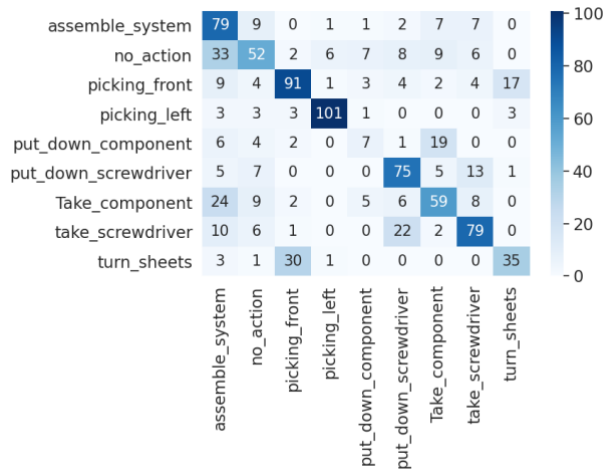 assemble_system 79 9 0 1 1 2 7 7 0
no_action 33 52 2 6 7 8 9 6 0
picking_front 9 4 91 1 3 4 2 4 17
picking_left 3 3 3 101 1 0 0 0 3
put_down_component 6 4 2 0 7 1 19 0 0
put_down_screwdriver 5 7 0 0 0 75 5 13 1
Take_component 24 9 2 0 5 6 59 8 0
take_screwdriver 10 6 1 0 0 22 2 79 0
turn_sheets 3 1 30 1 0 0 0 0 35
assemble_system
no_action
picking_front
picking_left
put_down_component
put_down_screwdriver
Take_component
take_screwdriver
turn_sheets
100
80
60
40
20
0